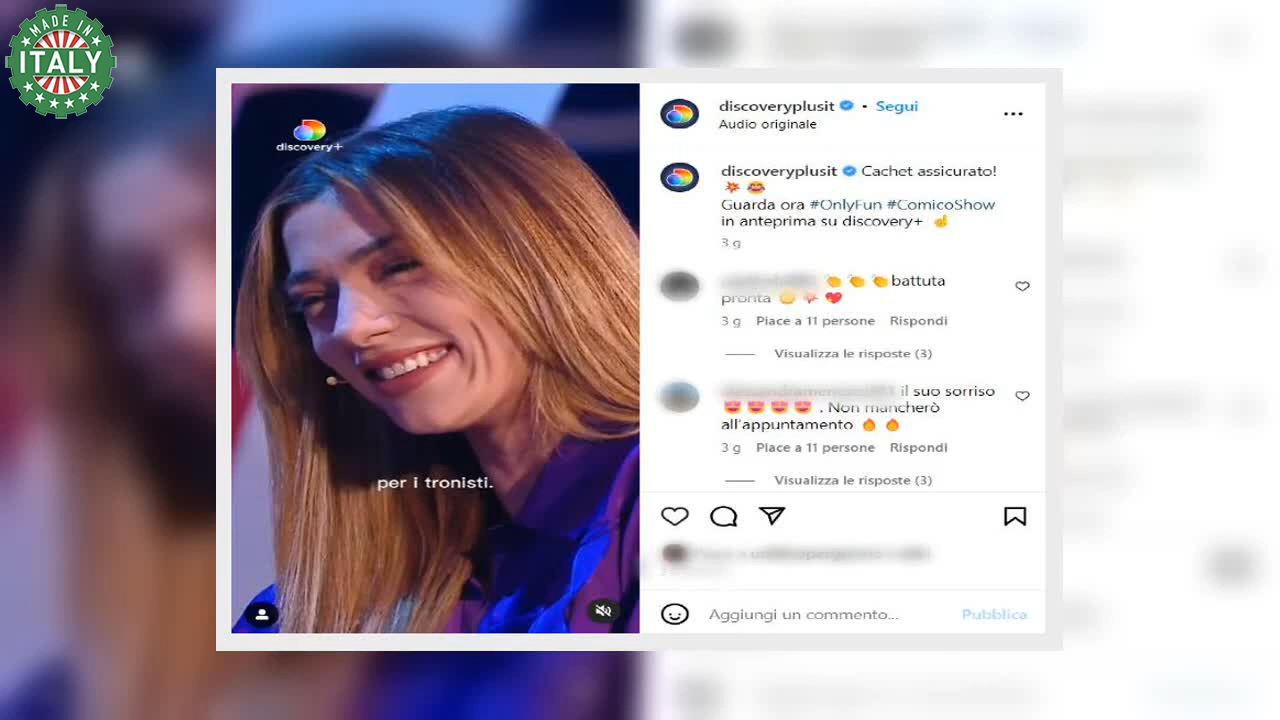 MADE IN
ITALY
discovery+
per i tronisti.
discoveryplusit • Segui
Audio originale
discoveryplusit Cachet assicurato!
💥 😂
Guarda ora #OnlyFun #ComicoShow
in anteprima su discovery+ ☝
3 g
👏 👏 👏battuta
pronta
3 g Piace a 11 persone Rispondi
Visualizza le risposte (3)
il suo sorriso
😍 😍 😍 😍 . Non mancherò
all'appuntamento 🔥 🔥
3 g Piace a 11 persone Rispondi
Visualizza le risposte (3)
Aggiungi un commento... Pubblica